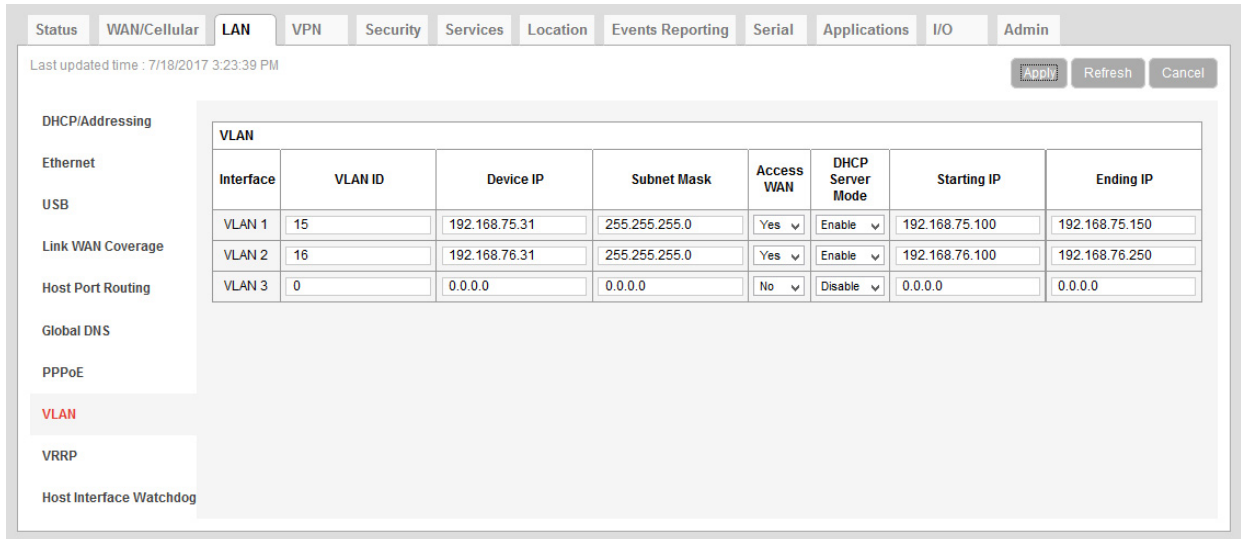 Status WAN/Cellular LAN VPN Security Services Location Events Reporting Serial Applications I/O Admin
Last updated time : 7/18/2017 3:23:39 PM
Apply Refresh Cancel
DHCP/Addressing
Ethernet
USB
Link WAN Coverage
Host Port Routing
Global DNS
PPPoE
VLAN
VRRP
Host Interface Watchdog
VLAN
Interface VLAN ID Device IP Subnet Mask Access WAN DHCP Server Mode Starting IP Ending IP
VLAN 1 15 192.168.75.31 255.255.255.0 Yes Enable 192.168.75.100 192.168.75.150
VLAN 2 16 192.168.76.31 255.255.255.0 Yes Enable 192.168.76.100 192.168.76.250
VLAN 3 0 0.0.0.0 0.0.0.0 No Disable 0.0.0.0 0.0.0.0